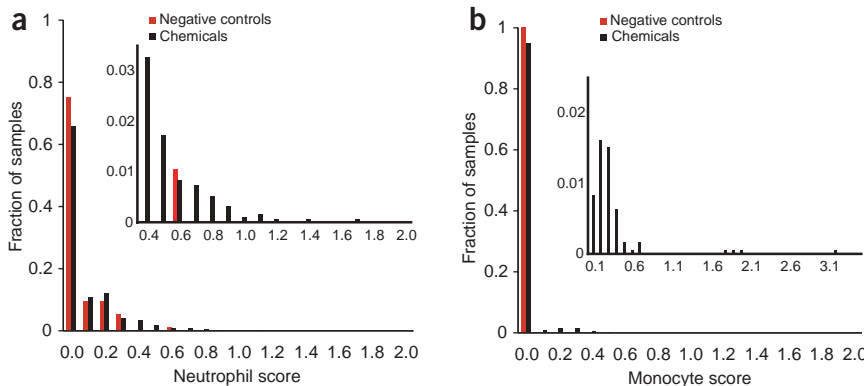 a
Negative controls
Chemicals
Fraction of samples
1
0.8
0.6
0.4
0.2
0
0.0 0.2 0.4 0.6 0.8 1.0 1.2 1.4 1.6 1.8 2.0
Neutrophil score
0.03
0.02
0.01
0
0.4 0.6 0.8 1.0 1.2 1.4 1.6 1.8 2.0
b
Negative controls
Chemicals
Fraction of samples
1
0.8
0.6
0.4
0.2
0
0.0 0.2 0.4 0.6 0.8 1.0 1.2 1.4 1.6 1.8 2.0
Monocyte score
0.02
0.01
0
0.1 0.6 1.1 1.6 2.1 2.6 3.1